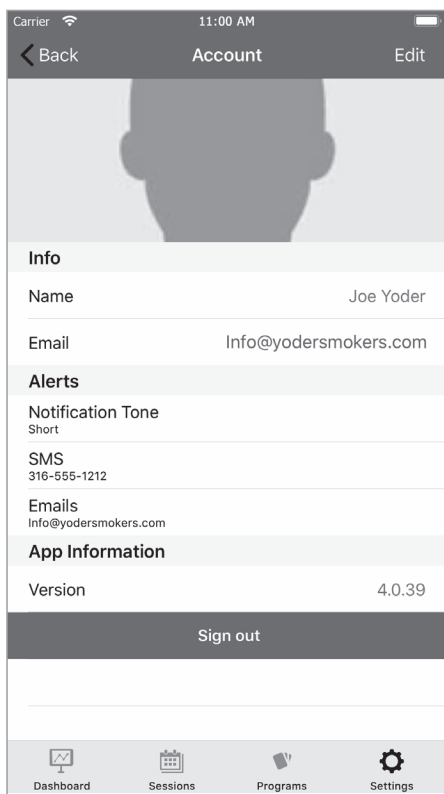 Carrier 11:00 AM
Back Account Edit
Info
Name Joe Yoder
Email Info@yodersmokers.com
Alerts
Notification Tone
Short
SMS
316-555-1212
Emails
Info@yodersmokers.com
App Information
Version 4.0.39
Sign out
Dashboard Sessions Programs Settings